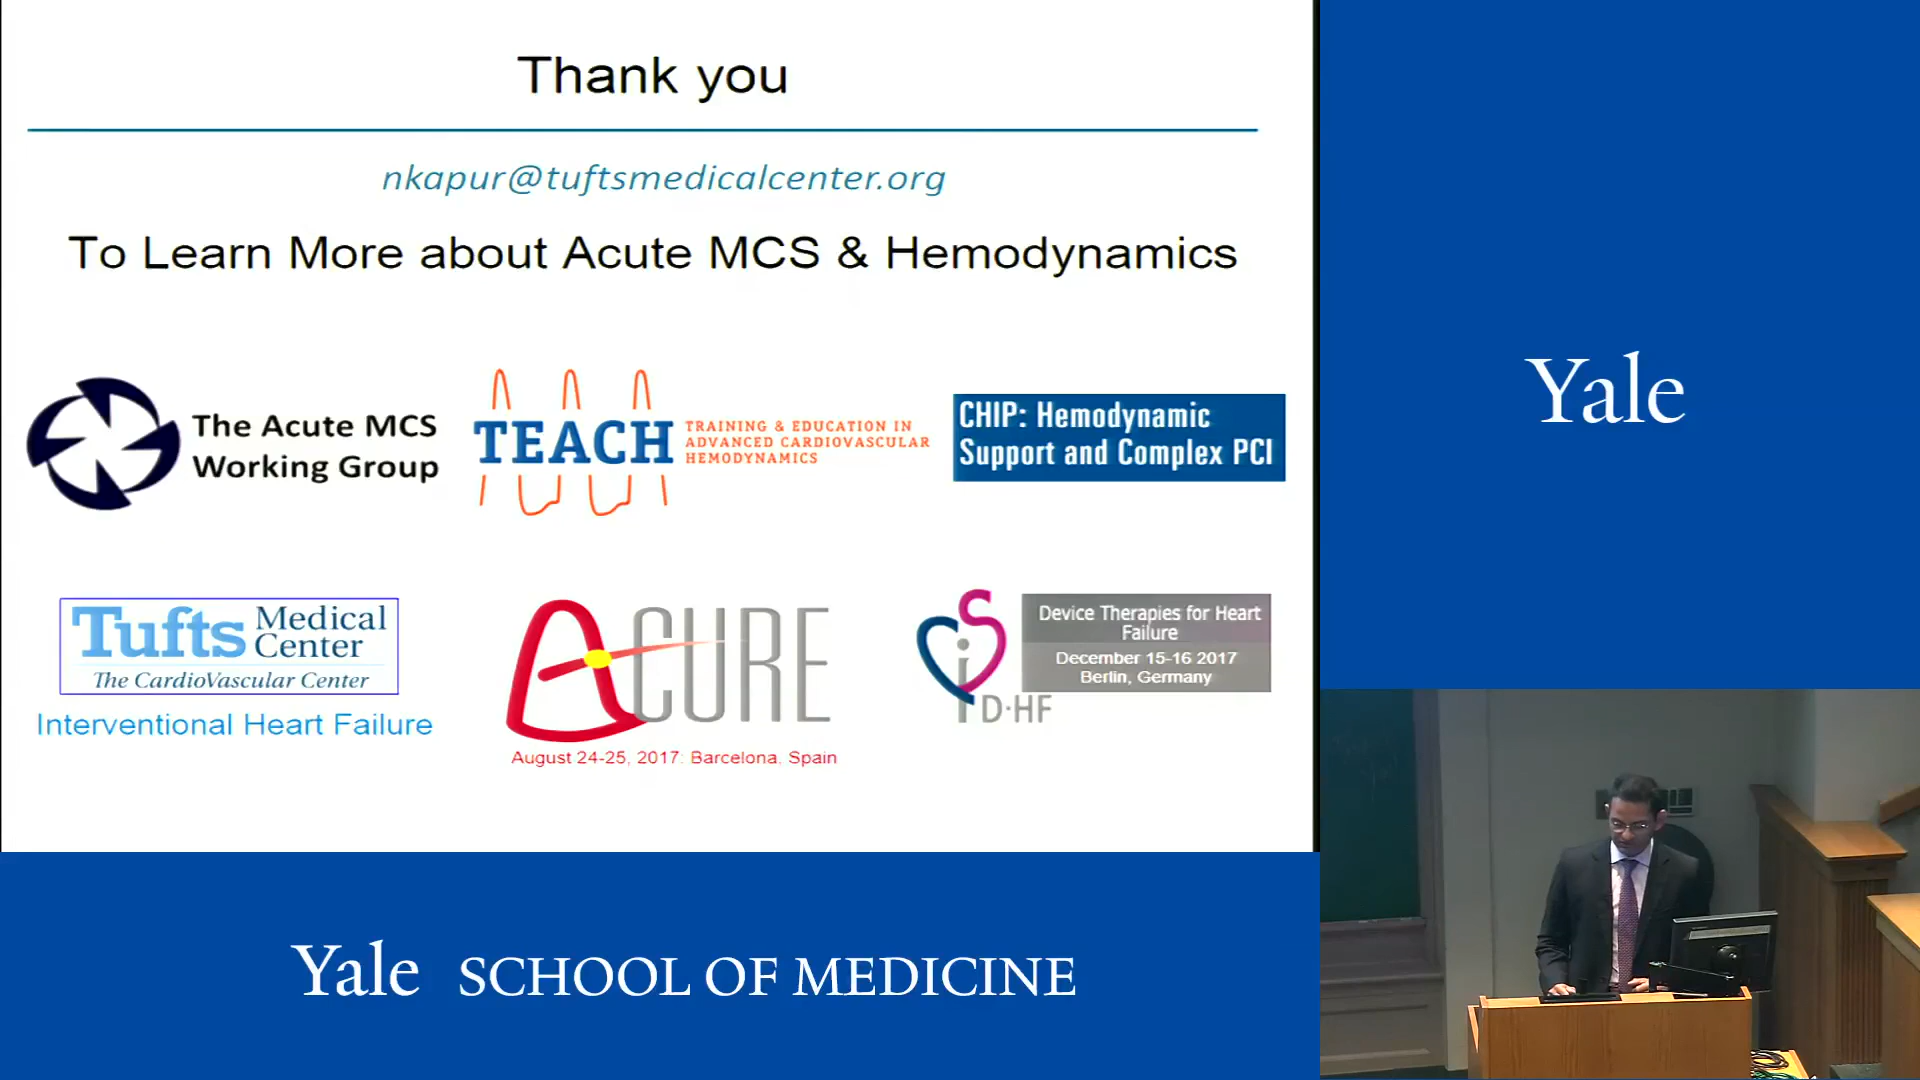 Thank you
nkapur@tuftsmedicalcenter.org
To Learn More about Acute MCS & Hemodynamics
The Acute MCS
Working Group
TEACH
TRAINING & EDUCATION IN
ADVANCED CARDIOVASCULAR
HEMODYNAMICS
CHIP: Hemodynamic
Support and Complex PCI
Tufts Medical
Center
The CardioVascular Center
Interventional Heart Failure
A-CURE
August 24-25, 2017: Barcelona, Spain
iD·HF
Device Therapies for Heart
Failure
December 15-16 2017
Berlin, Germany
Yale
Yale SCHOOL OF MEDICINE